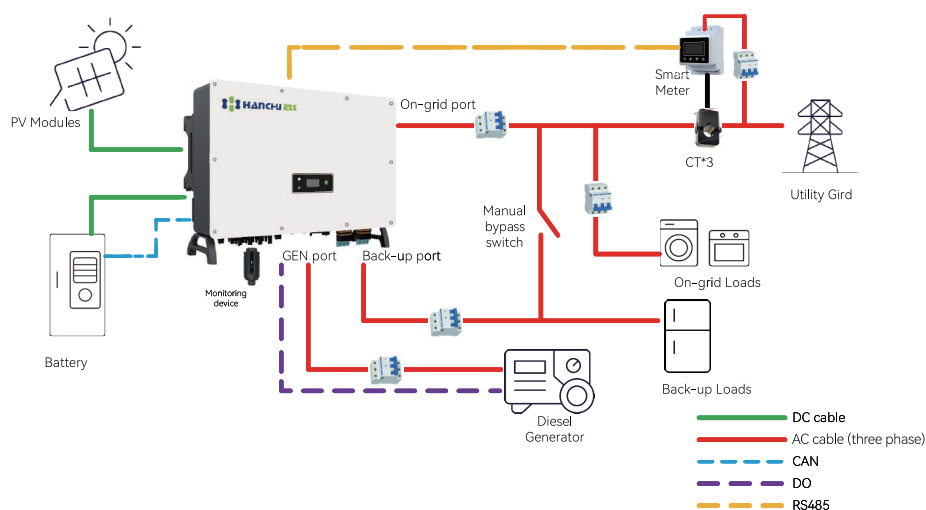 HANCHU ESS
On-grid port
Smart
Meter
PV Modules
CT*3
Utility Gird
Manual
bypass
switch
GEN port
Back-up port
On-grid Loads
Monitoring
device
Battery
Back-up Loads
Diesel
Generator
DC cable
AC cable (three phase)
CAN
DO
RS485